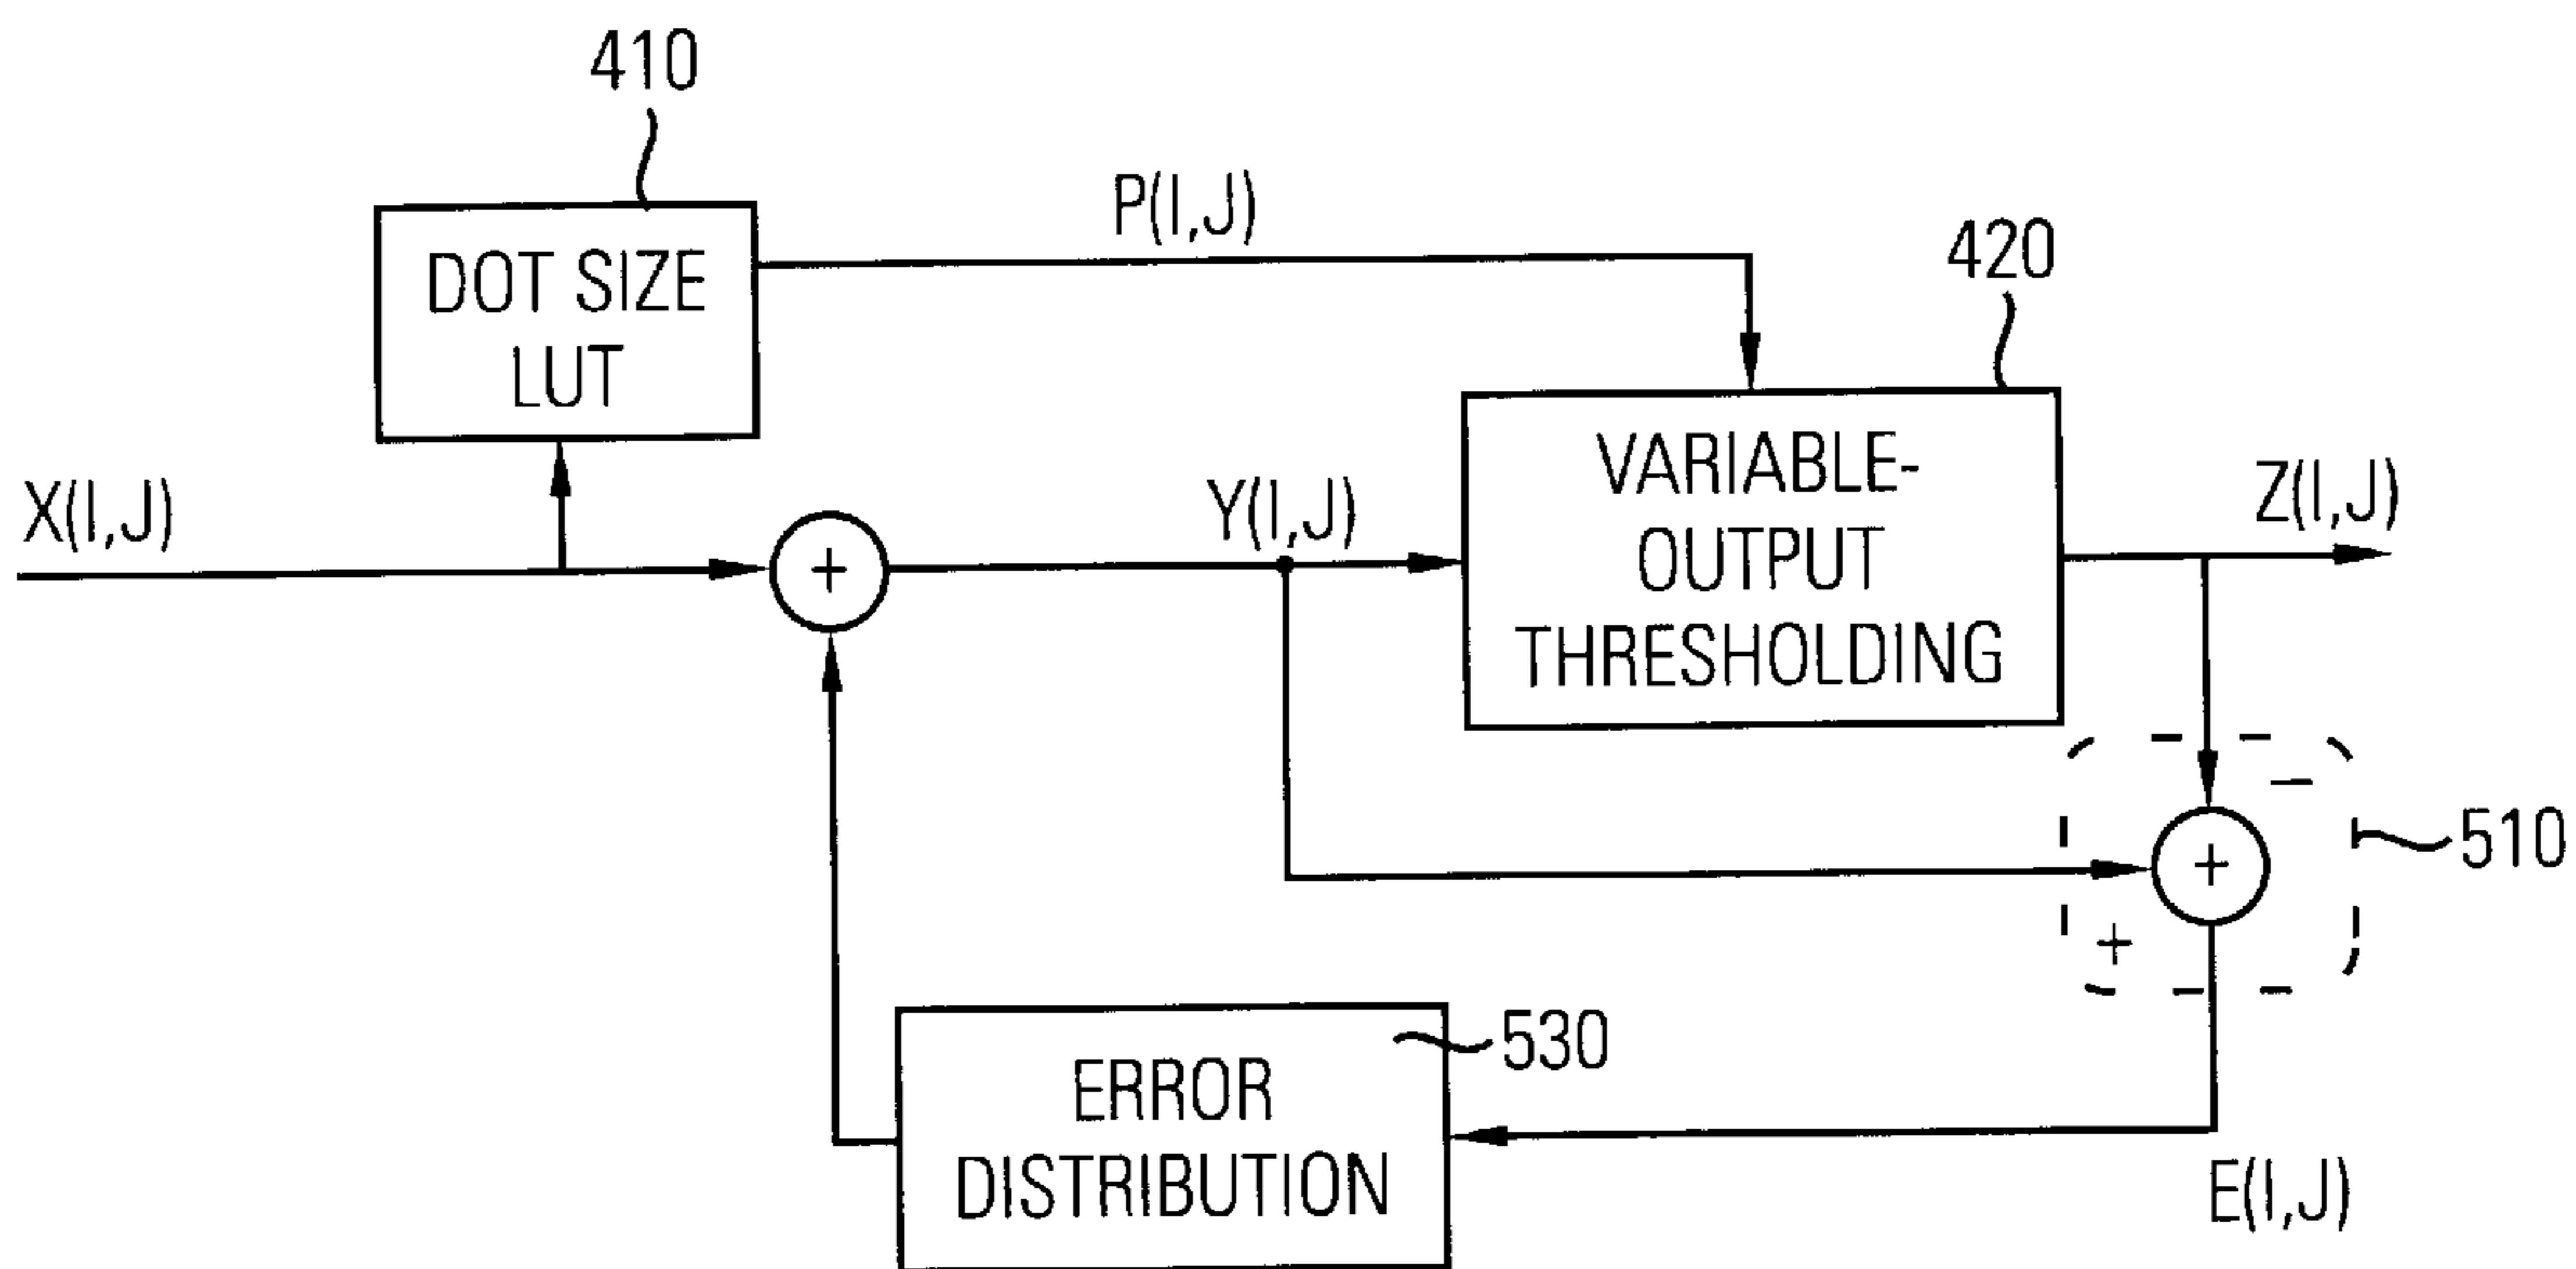 410
P(I,J)
DOT SIZE
LUT
420
X(I,J)
+
Y(I,J)
VARIABLE-
OUTPUT
THRESHOLDING
Z(I,J)
−
+
510
+
530
ERROR
DISTRIBUTION
E(I,J)